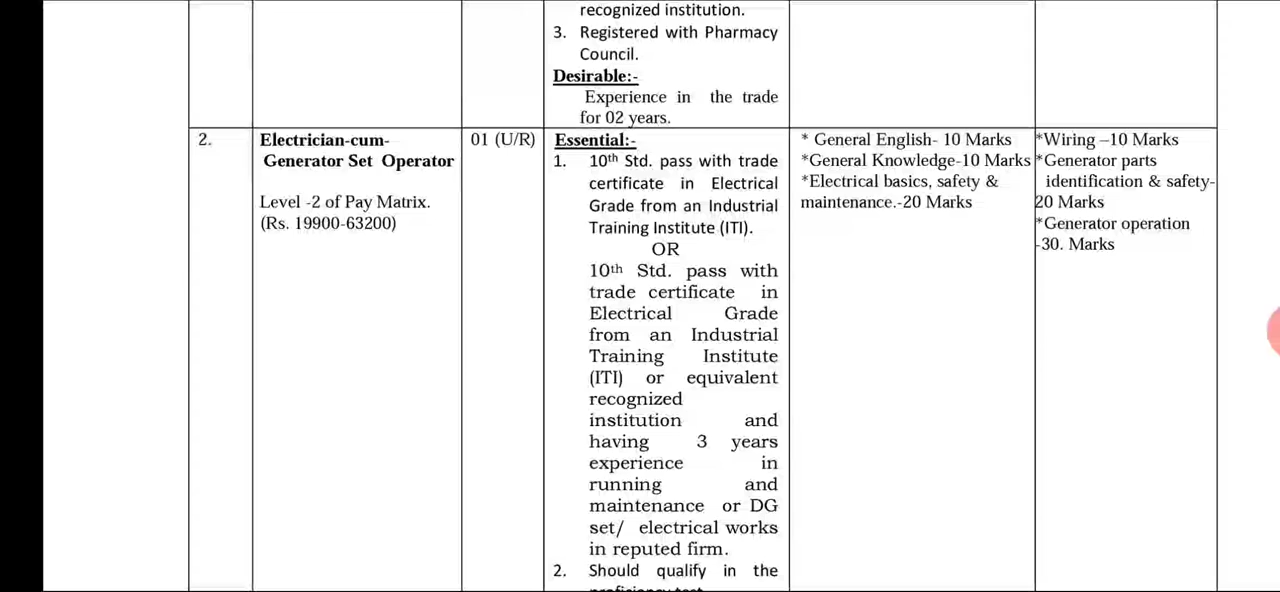 recognized institution.
3. Registered with Pharmacy
Council.
Desirable:-
Experience in the trade
for 02 years.
2.
Electrician-cum-
Generator Set Operator
Level -2 of Pay Matrix.
(Rs. 19900-63200)
01 (U/R)
Essential:-
1. 10th Std. pass with trade
certificate in Electrical
Grade from an Industrial
Training Institute (ITI).
OR
10th Std. pass with
trade certificate in
Electrical Grade
from an Industrial
Training Institute
(ITI) or equivalent
recognized
institution and
having 3 years
experience in
running and
maintenance or DG
set/ electrical works
in reputed firm.
2. Should qualify in the
proficiency test
* General English- 10 Marks
*General Knowledge-10 Marks
*Electrical basics, safety &
maintenance.-20 Marks
*Wiring –10 Marks
*Generator parts
identification & safety-
20 Marks
*Generator operation
-30. Marks